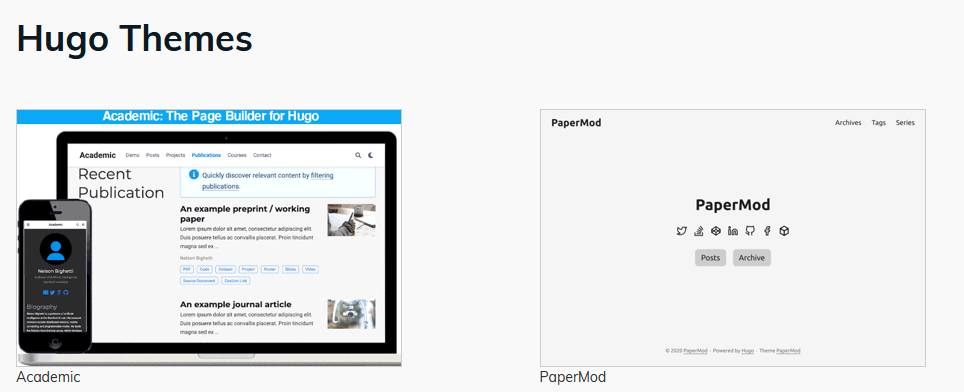 Hugo Themes
Academic: The Page Builder for Hugo
Academic Demo Posts Projects Publications Courses Contact
Recent
Publication
Quickly discover relevant content by filtering
publications.
An example preprint / working
paper
Lorem ipsum dolor sit amet, consectetur adipiscing elit.
Duis posuere tellus ac convallis placerat. Proin tincidunt
magna sed ex ...
Nelson Bighetti
PDF Code Dataset Project Poster Slides Video
Source Document Custom Link
An example journal article
Lorem ipsum dolor sit amet, consectetur adipiscing elit.
Duis posuere tellus ac convallis placerat. Proin tincidunt
magna sed ex ...
Academic
Nelson Bighetti
Biography
Academic
PaperMod
Archives Tags Series
PaperMod
Posts Archive
© 2020 PaperMod · Powered by Hugo · Theme PaperMod
PaperMod